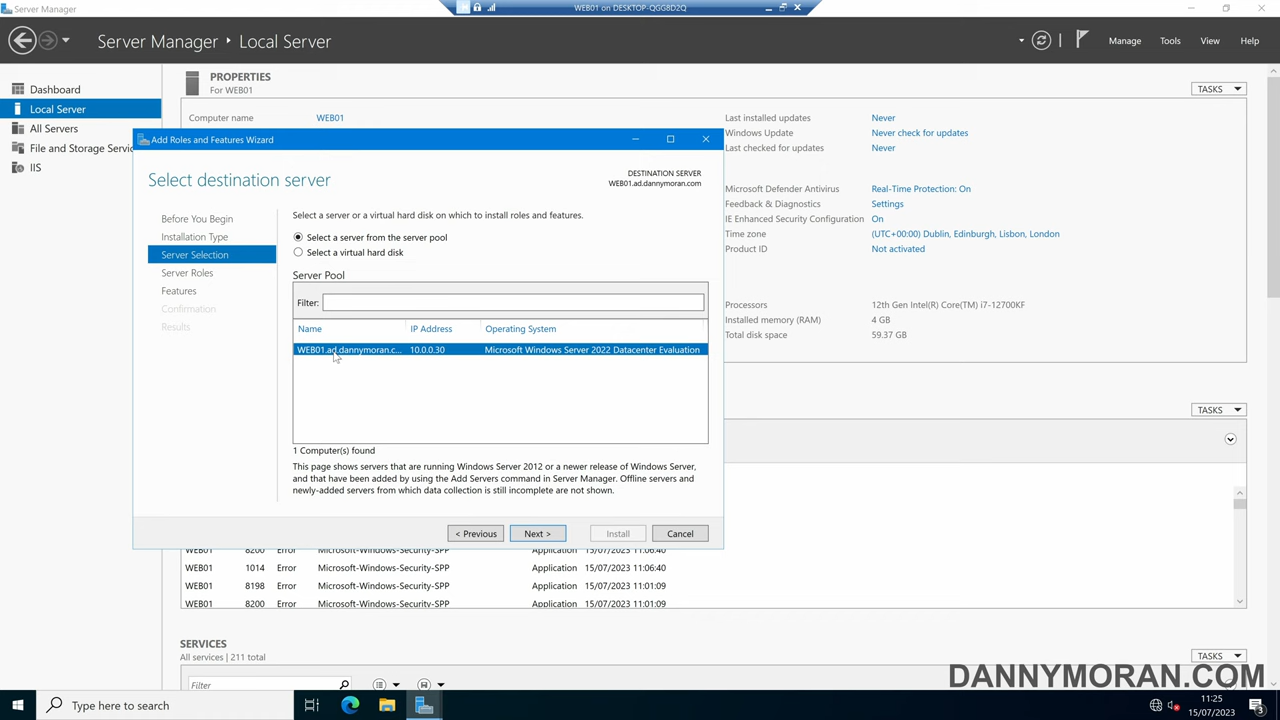 Server Manager
WEB01 on DESKTOP-QGG8D2Q
Server Manager • Local Server
Manage Tools View Help
Dashboard
Local Server
All Servers
File and Storage Servic
IIS
PROPERTIES
For WEB01
TASKS
Computer name WEB01
Last installed updates Never
Windows Update Never check for updates
Last checked for updates Never
Microsoft Defender Antivirus Real-Time Protection: On
Feedback & Diagnostics Settings
IE Enhanced Security Configuration On
Time zone (UTC+00:00) Dublin, Edinburgh, Lisbon, London
Product ID Not activated
Processors 12th Gen Intel(R) Core(TM) i7-12700KF
Installed memory (RAM) 4 GB
Total disk space 59.37 GB
Add Roles and Features Wizard
Select destination server
DESTINATION SERVER
WEB01.ad.dannymoran.com
Before You Begin
Installation Type
Server Selection
Server Roles
Features
Confirmation
Results
Select a server or a virtual hard disk on which to install roles and features.
Select a server from the server pool
Select a virtual hard disk
Server Pool
Filter:
Name IP Address Operating System
WEB01.ad.dannymoran.c... 10.0.0.30 Microsoft Windows Server 2022 Datacenter Evaluation
1 Computer(s) found
This page shows servers that are running Windows Server 2012 or a newer release of Windows Server,
and that have been added by using the Add Servers command in Server Manager. Offline servers and
newly-added servers from which data collection is still incomplete are not shown.
< Previous Next > Install Cancel
TASKS
WEB01 8200 Error Microsoft-Windows-Security-SPP Application 15/07/2023 11:06:40
WEB01 1014 Error Microsoft-Windows-Security-SPP Application 15/07/2023 11:06:40
WEB01 8198 Error Microsoft-Windows-Security-SPP Application 15/07/2023 11:01:09
WEB01 8200 Error Microsoft-Windows-Security-SPP Application 15/07/2023 11:01:09
SERVICES
All services | 211 total
TASKS
Filter
DANNYMORAN.COM
Type here to search
11:25
15/07/2023
3